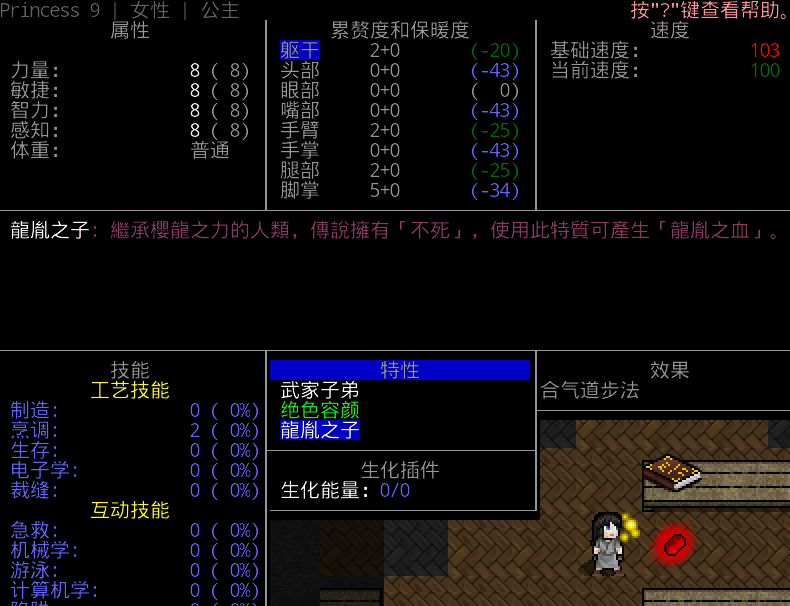 Princess 9 | 女性 | 公主
按"?"键查看帮助。
属性
力量: 8 ( 8)
敏捷: 8 ( 8)
智力: 8 ( 8)
感知: 8 ( 8)
体重: 普通
累赘度和保暖度
躯干 2+0 (-20)
头部 0+0 (-43)
眼部 0+0 ( 0)
嘴部 0+0 (-43)
手臂 2+0 (-25)
手掌 0+0 (-43)
腿部 2+0 (-25)
脚掌 5+0 (-34)
速度
基础速度: 103
当前速度: 100
龍胤之子: 繼承櫻龍之力的人類, 傳說擁有「不死」, 使用此特質可產生「龍胤之血」。
技能
工艺技能
制造: 0 ( 0%)
烹调: 2 ( 0%)
生存: 0 ( 0%)
电子学: 0 ( 0%)
裁缝: 0 ( 0%)
互动技能
急救: 0 ( 0%)
机械学: 0 ( 0%)
游泳: 0 ( 0%)
计算机学: 0 ( 0%)
特性
武家子弟
绝色容颜
龍胤之子
生化插件
生化能量: 0/0
效果
合气道步法